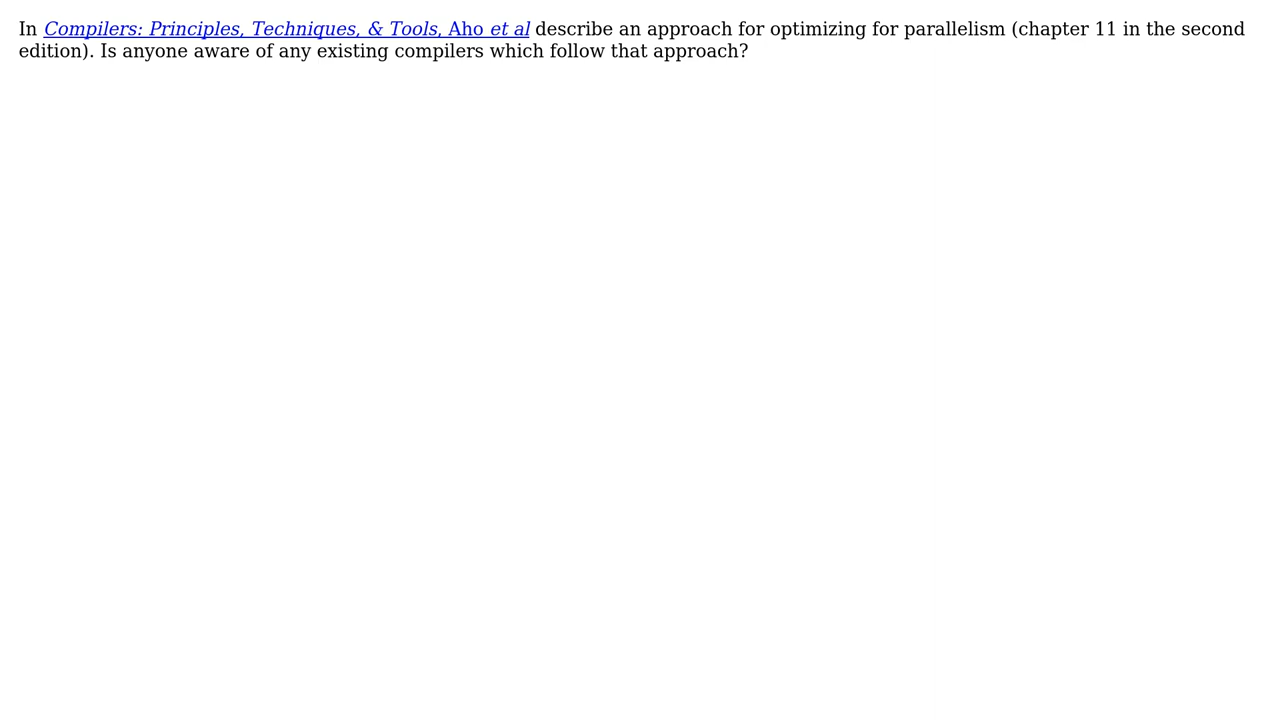 In Compilers: Principles, Techniques, & Tools, Aho et al describe an approach for optimizing for parallelism (chapter 11 in the second
edition). Is anyone aware of any existing compilers which follow that approach?